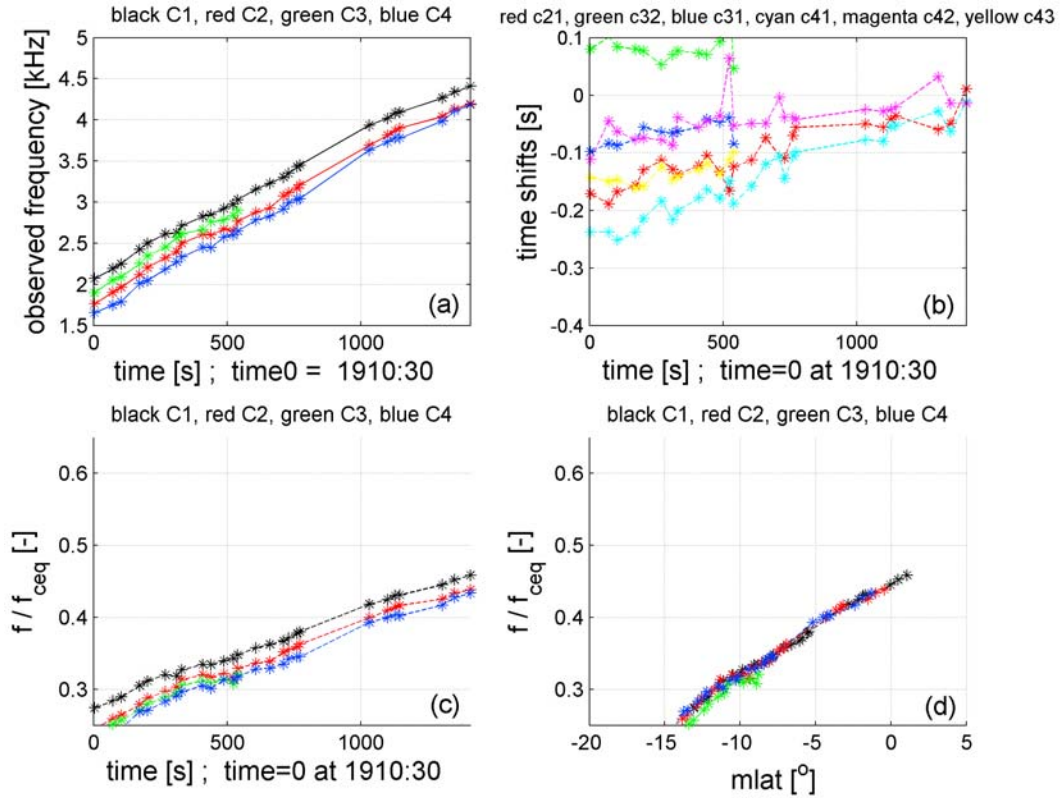 black C1, red C2, green C3, blue C4
5
4.5
4
3.5
3
2.5
2
1.5
observed frequency [kHz]
(a)
0
500
1000
time [s] ; time0 = 1910:30
red c21, green c32, blue c31, cyan c41, magenta c42, yellow c43
0.1
0
-0.1
-0.2
-0.3
-0.4
time shifts [s]
(b)
0
500
1000
time [s] ; time=0 at 1910:30
black C1, red C2, green C3, blue C4
0.6
0.5
0.4
0.3
f / fceq [-]
(c)
0
500
1000
time [s] ; time=0 at 1910:30
black C1, red C2, green C3, blue C4
0.6
0.5
0.4
0.3
f / fceq [-]
(d)
-20
-15
-10
-5
0
5
mlat [o]